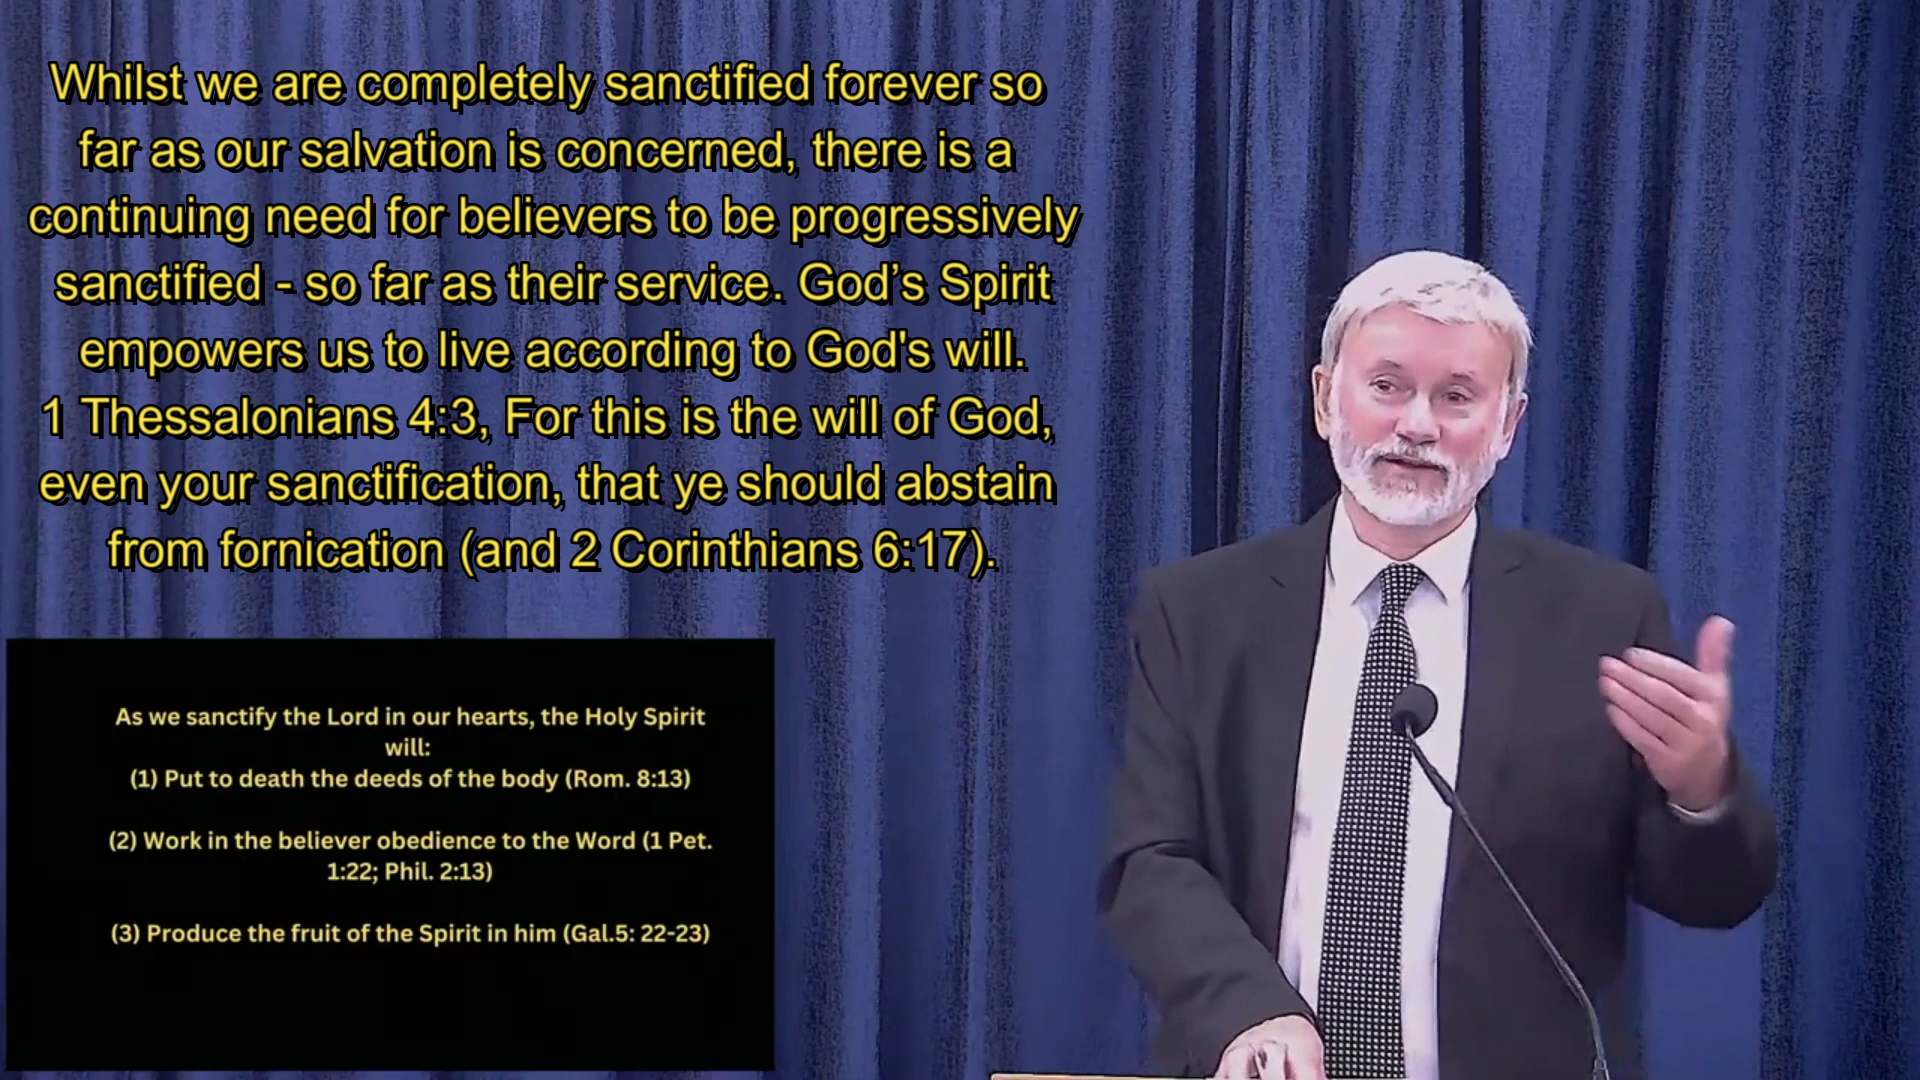 Whilst we are completely sanctified forever so
far as our salvation is concerned, there is a
continuing need for believers to be progressively
sanctified - so far as their service. God’s Spirit
empowers us to live according to God's will.
1 Thessalonians 4:3, For this is the will of God,
even your sanctification, that ye should abstain
from fornication (and 2 Corinthians 6:17).
As we sanctify the Lord in our hearts, the Holy Spirit
will:
(1) Put to death the deeds of the body (Rom. 8:13)
(2) Work in the believer obedience to the Word (1 Pet.
1:22; Phil. 2:13)
(3) Produce the fruit of the Spirit in him (Gal.5: 22-23)